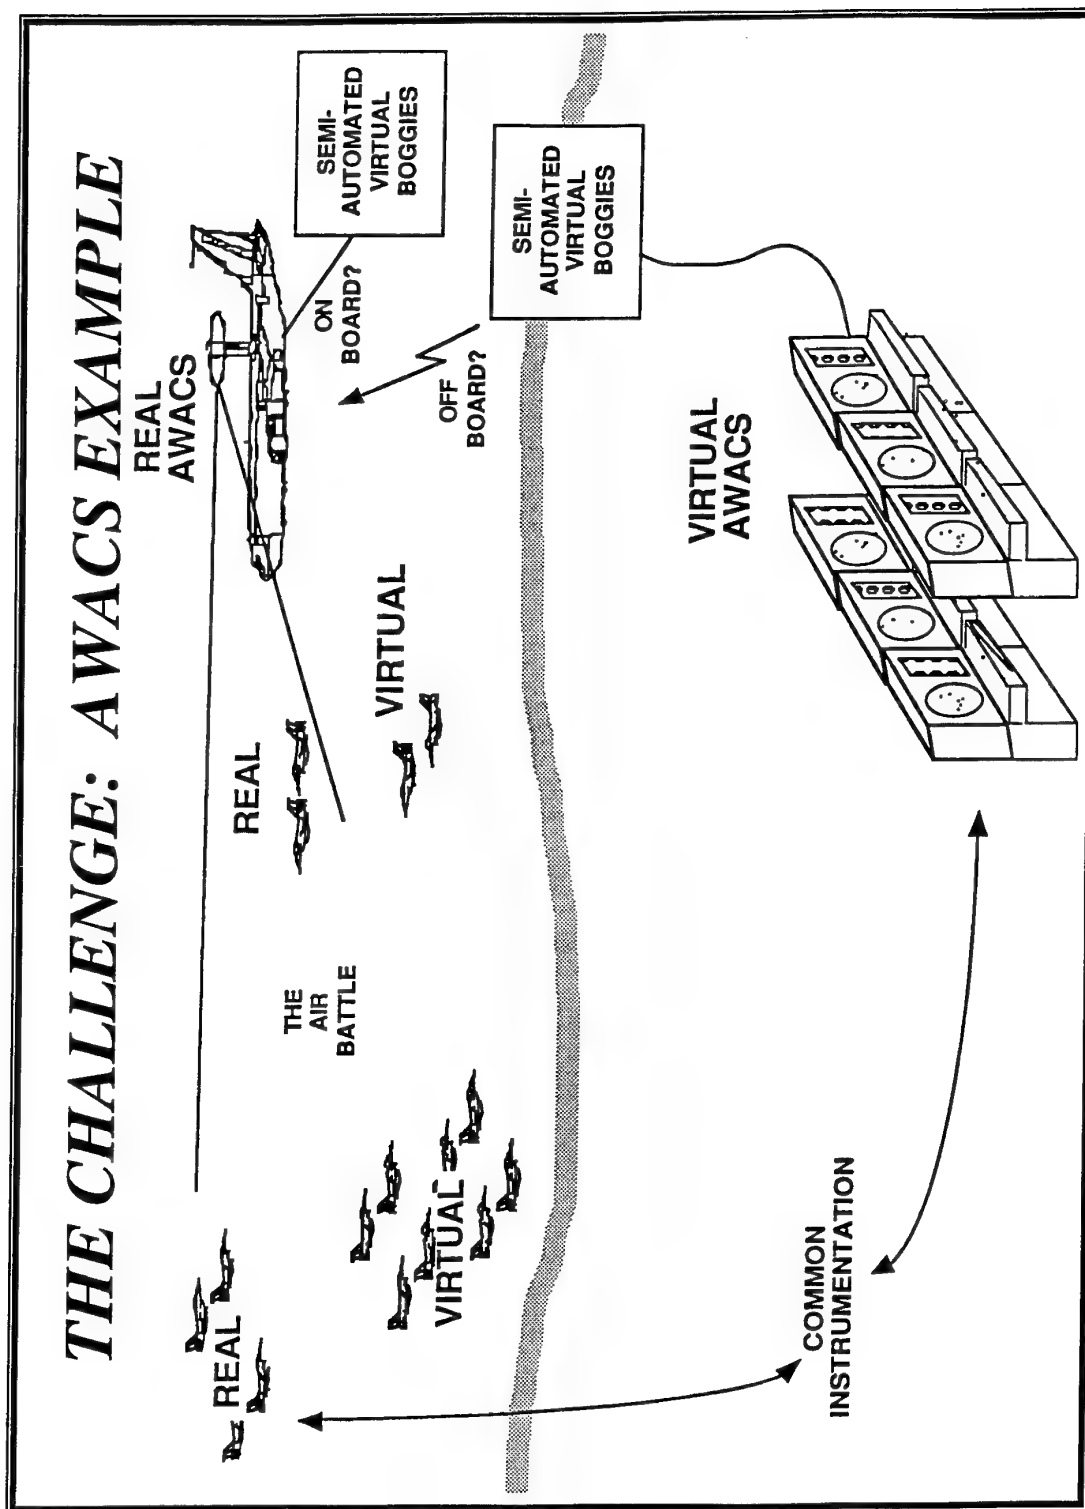 THE CHALLENGE: AWACS EXAMPLE
REAL
REAL
REAL
AWACS
SEMI-
AUTOMATED
VIRTUAL
BOGGIES
ON
BOARD?
THE
AIR
BATTLE
VIRTUAL
VIRTUAL
OFF
BOARD?
SEMI-
AUTOMATED
VIRTUAL
BOGGIES
VIRTUAL
AWACS
COMMON
INSTRUMENTATION